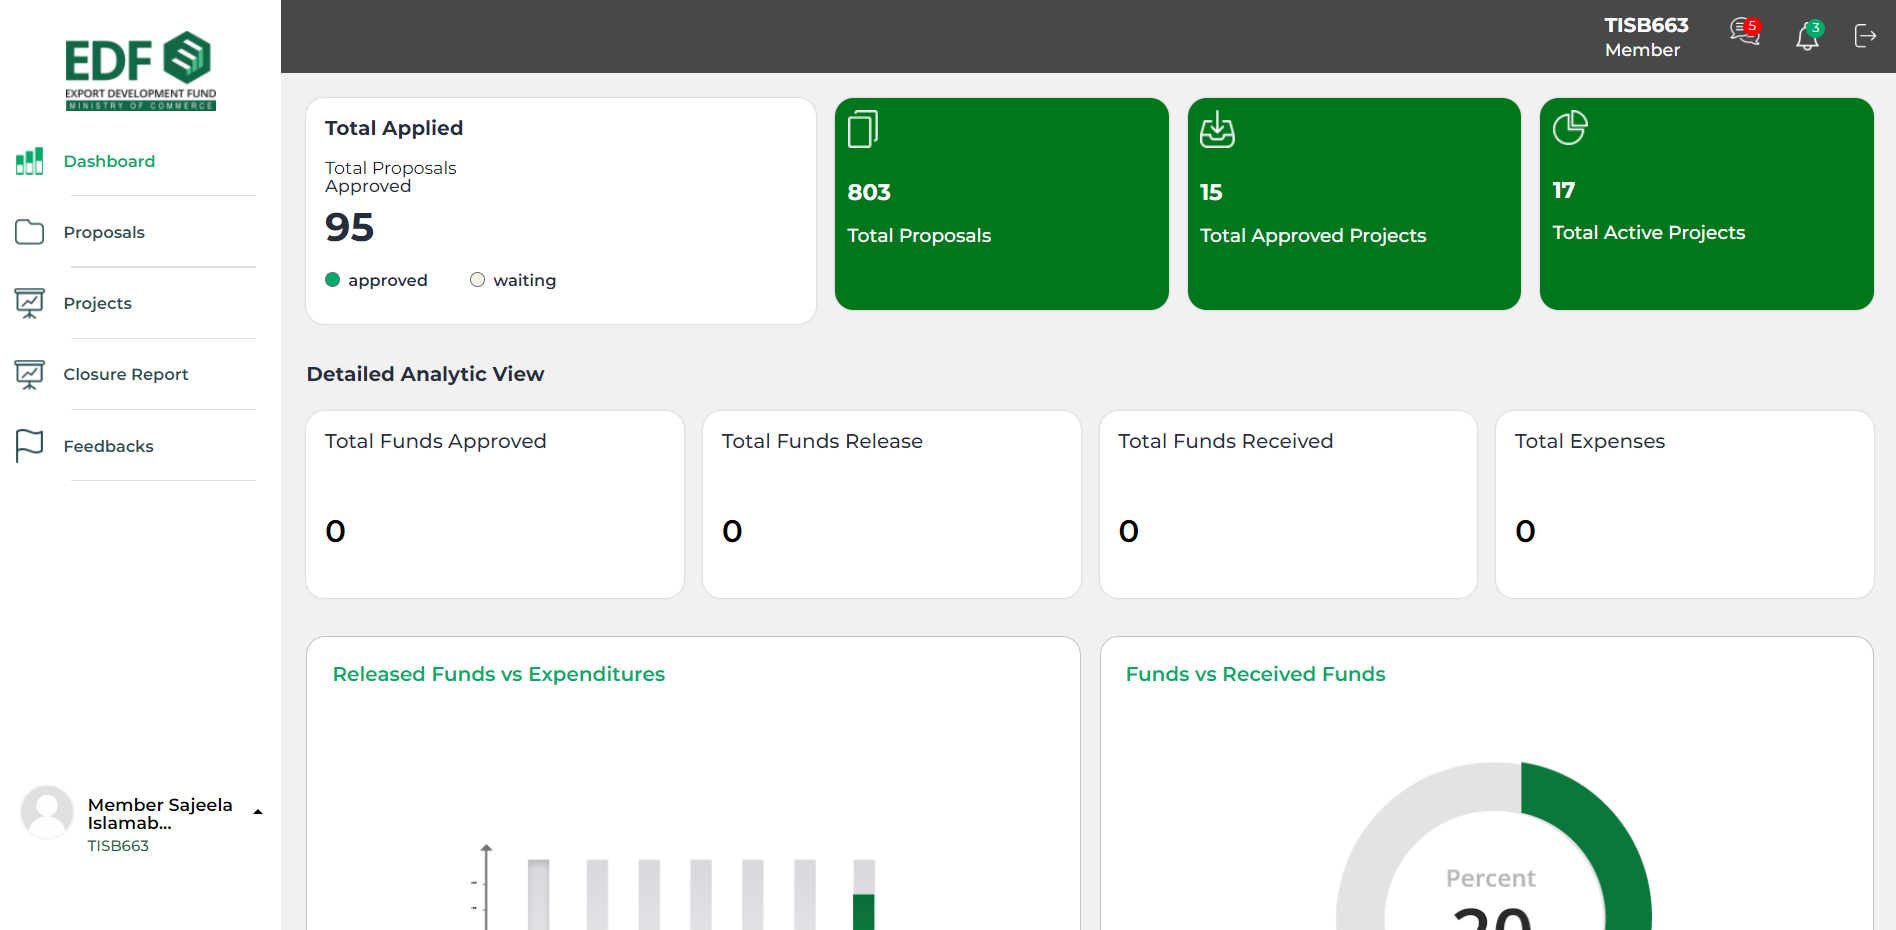 EDF
EXPORT DEVELOPMENT FUND
MINISTRY OF COMMERCE
Dashboard
Proposals
Projects
Closure Report
Feedbacks
Member Sajeela
Islamab...
TISB663
TISB663
Member
5
3
Total Applied
Total Proposals
Approved
95
approved
waiting
803
Total Proposals
15
Total Approved Projects
17
Total Active Projects
Detailed Analytic View
Total Funds Approved
0
Total Funds Release
0
Total Funds Received
0
Total Expenses
0
Released Funds vs Expenditures
Funds vs Received Funds
Percent